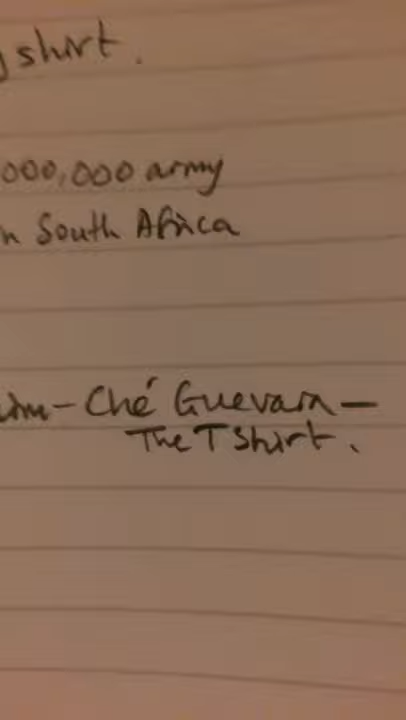 shirt.
000,000 army
South Africa
- Ché Guevara -
The T Shirt.